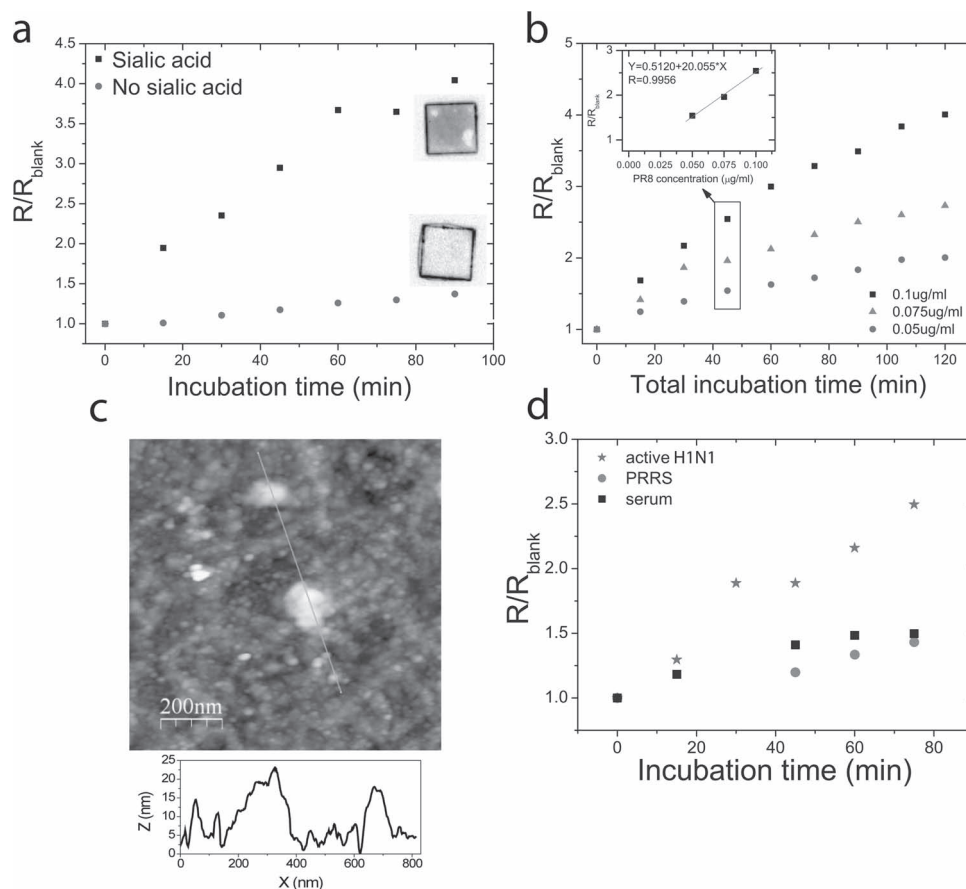 a
4.5
4.0
3.5
3.0
2.5
2.0
1.5
1.0
R/Rblank
Sialic acid
No sialic acid
0 20 40 60 80 100
Incubation time (min)
b
5
4
3
2
1
R/Rblank
Y=0.5120+20.055*X
R=0.9956
3
2
1
R/Rblank
0.000 0.025 0.050 0.075 0.100
PR8 concentration (μg/ml)
0.1ug/ml
0.075ug/ml
0.05ug/ml
0 20 40 60 80 100 120
Total incubation time (min)
c
200nm
25
20
15
10
5
0
Z (nm)
0 200 400 600 800
X (nm)
d
3.0
2.5
2.0
1.5
1.0
R/Rblank
active H1N1
PRRS
serum
0 20 40 60 80
Incubation time (min)